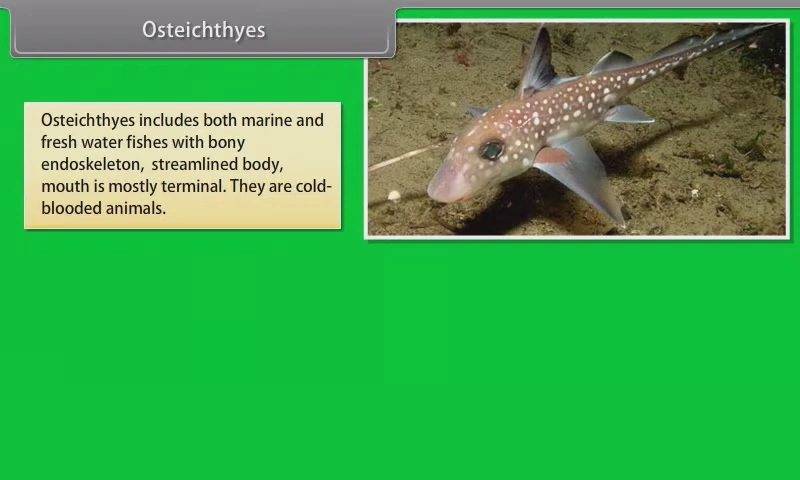 Osteichthyes
Osteichthyes includes both marine and
fresh water fishes with bony
endoskeleton, streamlined body,
mouth is mostly terminal. They are cold-
blooded animals.